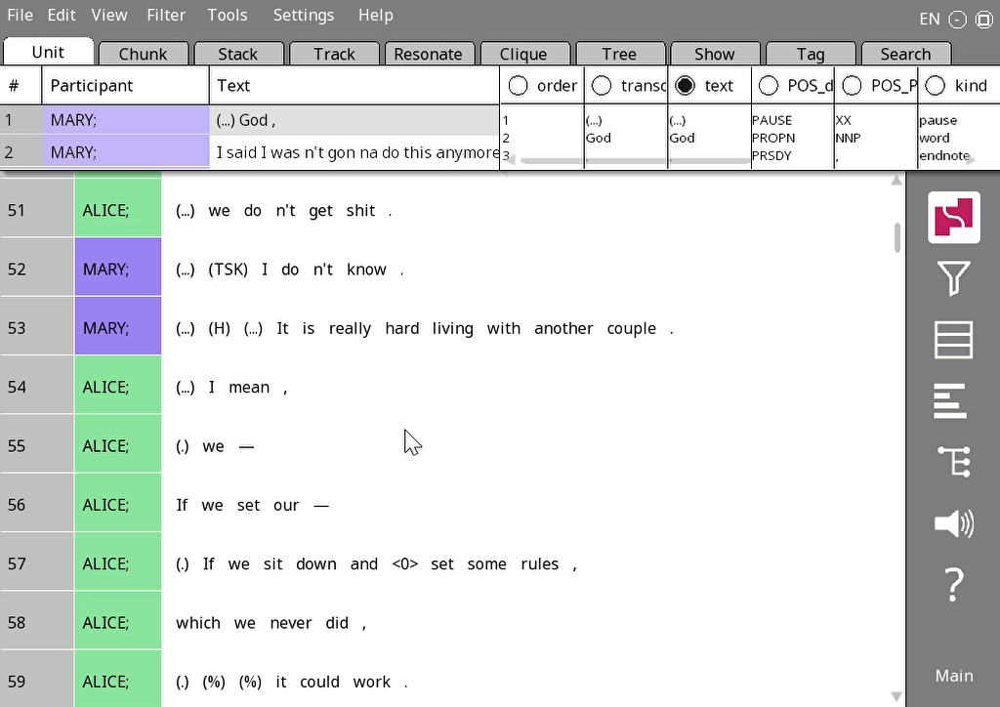 File Edit View Filter Tools Settings Help EN
Unit Chunk Stack Track Resonate Clique Tree Show Tag Search
# Participant Text order transc text POS_d POS_P kind
1 MARY; (...) God , 1 (...) (...) PAUSE XX pause
2 God God PROPN NNP word
2 MARY; I said I was n't gon na do this anymore 3 , , PRSDY , endnote
51 ALICE; (...) we do n't get shit .
52 MARY; (...) (TSK) I do n't know .
53 MARY; (...) (H) (...) It is really hard living with another couple .
54 ALICE; (...) I mean ,
55 ALICE; (.) we —
56 ALICE; If we set our —
57 ALICE; (.) If we sit down and <0> set some rules ,
58 ALICE; which we never did ,
59 ALICE; (.) (%) (%) it could work .
?
Main